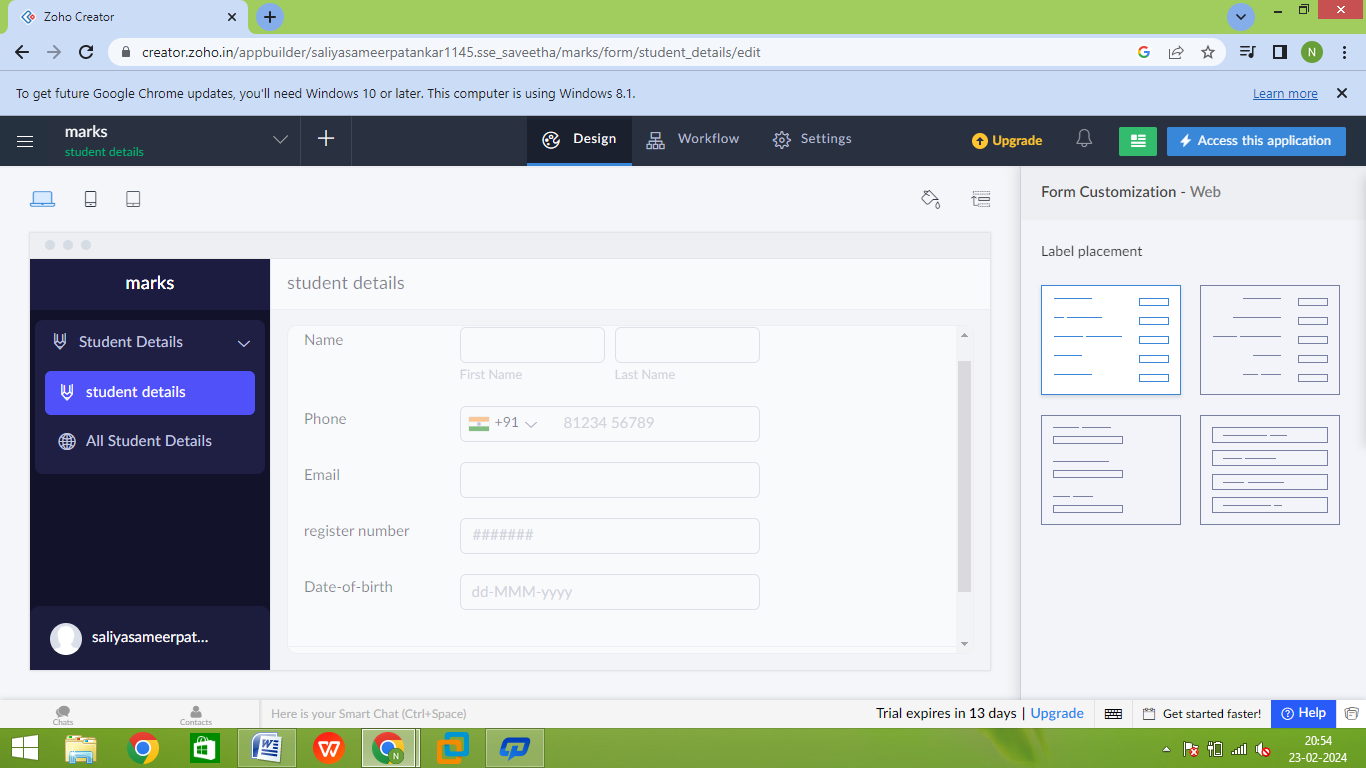 Zoho Creator
creator.zoho.in/appbuilder/saliyasameerpatankar1145.sse_saveetha/marks/form/student_details/edit
N
To get future Google Chrome updates, you'll need Windows 10 or later. This computer is using Windows 8.1.
Learn more
marks
student details
Design
Workflow
Settings
Upgrade
Access this application
Form Customization - Web
Label placement
marks
Student Details
student details
All Student Details
saliyasameerpat...
student details
Name
First Name
Last Name
Phone
+91
81234 56789
Email
register number
#######
Date-of-birth
dd-MMM-yyyy
Chats
Contacts
Here is your Smart Chat (Ctrl+Space)
Trial expires in 13 days | Upgrade
Get started faster!
Help
N
20:54
23-02-2024